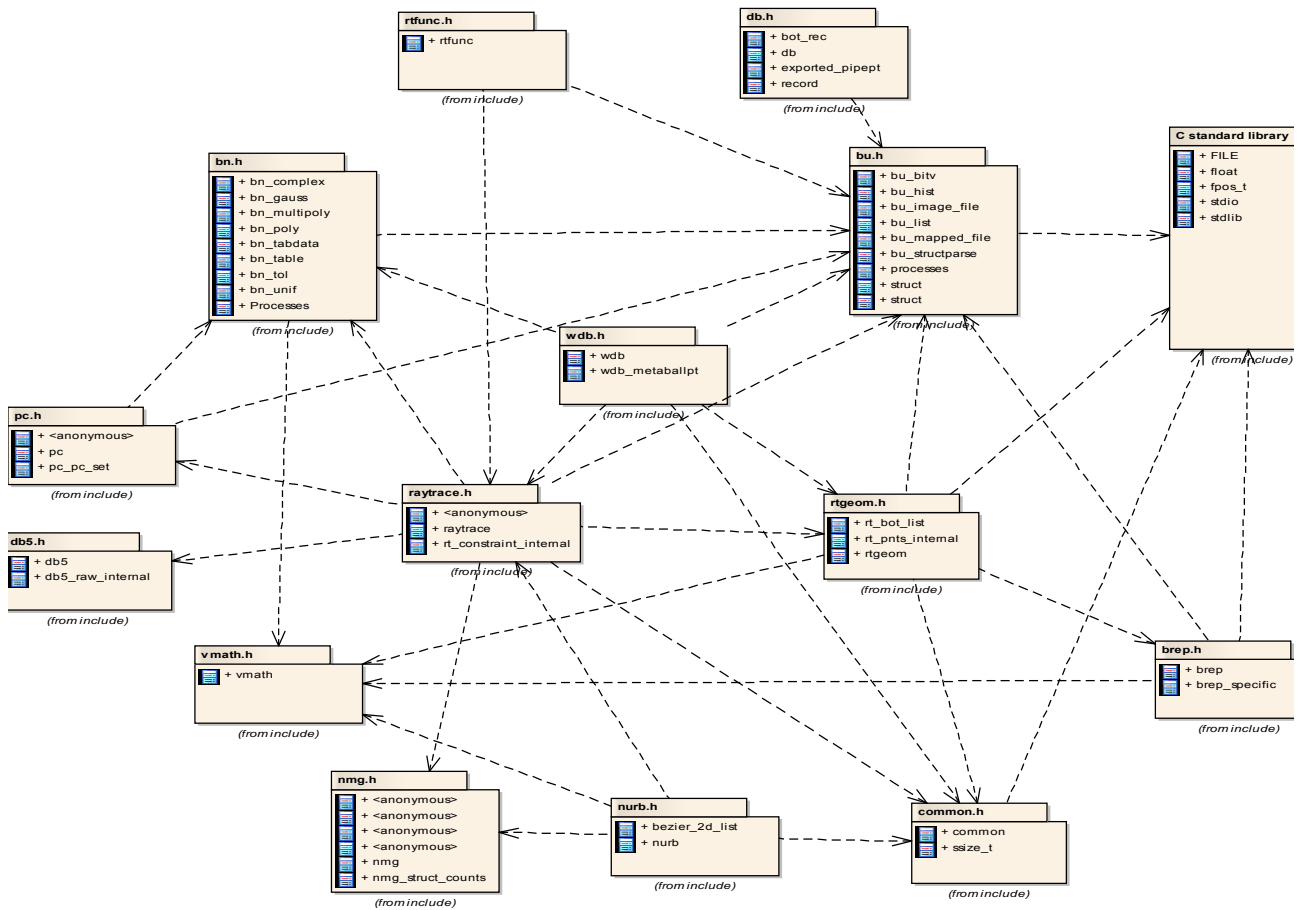 rtfunc.h
+ rtfunc
(from include)
db.h
+ bot_rec
+ db
+ exported_pipept
+ record
(from include)
bn.h
+ bn_complex
+ bn_gauss
+ bn_multipoly
+ bn_poly
+ bn_tabdata
+ bn_table
+ bn_tol
+ bn_unif
+ Processes
(from include)
bu.h
+ bu_bitv
+ bu_hist
+ bu_image_file
+ bu_list
+ bu_mapped_file
+ bu_structparse
+ processes
+ struct
+ struct
(from include)
C standard library
+ FILE
+ float
+ fpos_t
+ stdio
+ stdlib
(from include)
wdb.h
+ wdb
+ wdb_metaballpt
(from include)
pc.h
+ <anonymous>
+ pc
+ pc_pc_set
(from include)
raytrace.h
+ <anonymous>
+ raytrace
+ rt_constraint_internal
(from include)
rtgeom.h
+ rt_bot_list
+ rt_pnts_internal
+ rtgeom
(from include)
db5.h
+ db5
+ db5_raw_internal
(from include)
vmath.h
+ vmath
(from include)
brep.h
+ brep
+ brep_specific
(from include)
nmg.h
+ <anonymous>
+ <anonymous>
+ <anonymous>
+ <anonymous>
+ nmg
+ nmg_struct_counts
(from include)
nurb.h
+ bezier_2d_list
+ nurb
(from include)
common.h
+ common
+ ssize_t
(from include)